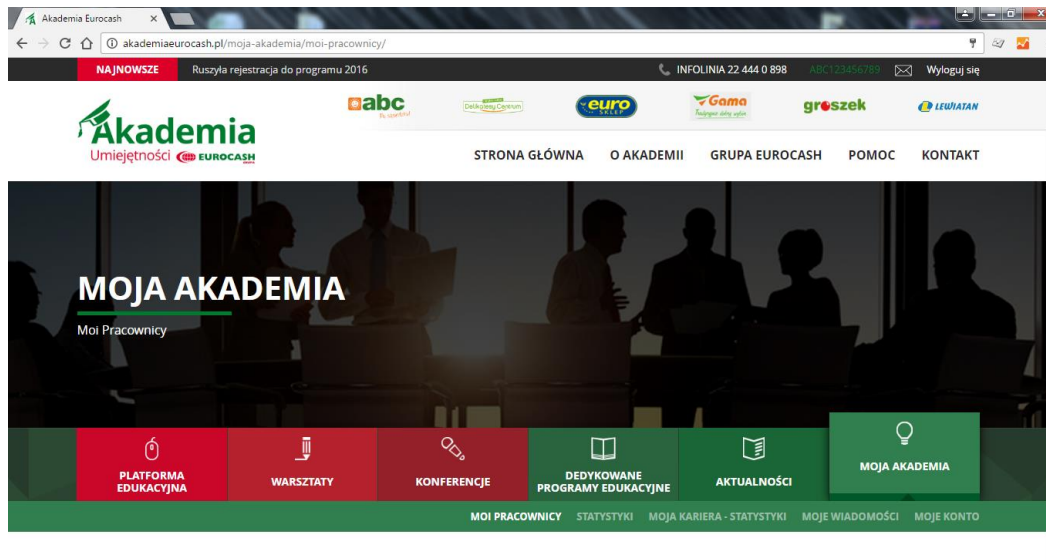 Akademia Eurocash
akademiaeurocash.pl/moja-akademia/moi-pracownicy/
NAJNOWSZE Ruszyła rejestracja do programu 2016 INFOLINIA 22 444 0 898 ABC123456789 Wyloguj się
abc Delikatesy Centrum euro SKLEP Gama groszek LEWIATAN
Akademia
Umiejętności EUROCASH
STRONA GŁÓWNA O AKADEMII GRUPA EUROCASH POMOC KONTAKT
MOJA AKADEMIA
Moi Pracownicy
PLATFORMA
EDUKACYJNA
WARSZTATY
KONFERENCJE
DEDYKOWANE
PROGRAMY EDUKACYJNE
AKTUALNOŚCI
MOJA AKADEMIA
MOI PRACOWNICY STATYSTYKI MOJA KARIERA - STATYSTYKI MOJE WIADOMOŚCI MOJE KONTO